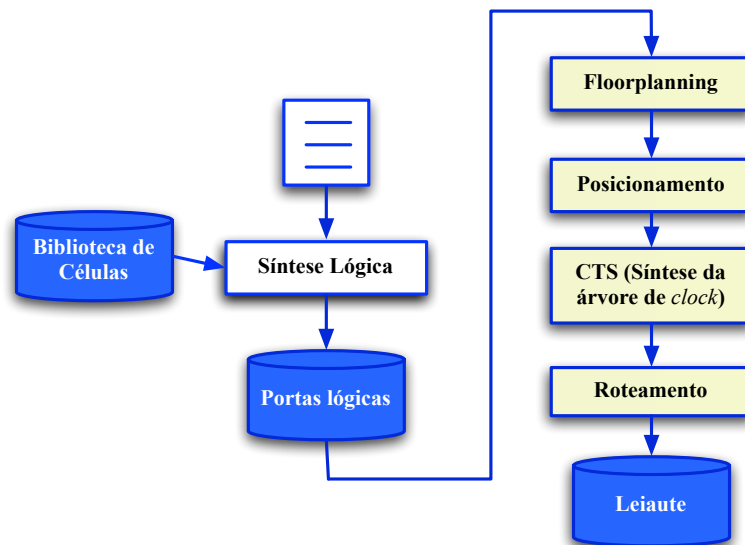 Biblioteca de
Células
Síntese Lógica
Portas lógicas
Floorplanning
Posicionamento
CTS (Síntese da
árvore de clock)
Roteamento
Leiaute